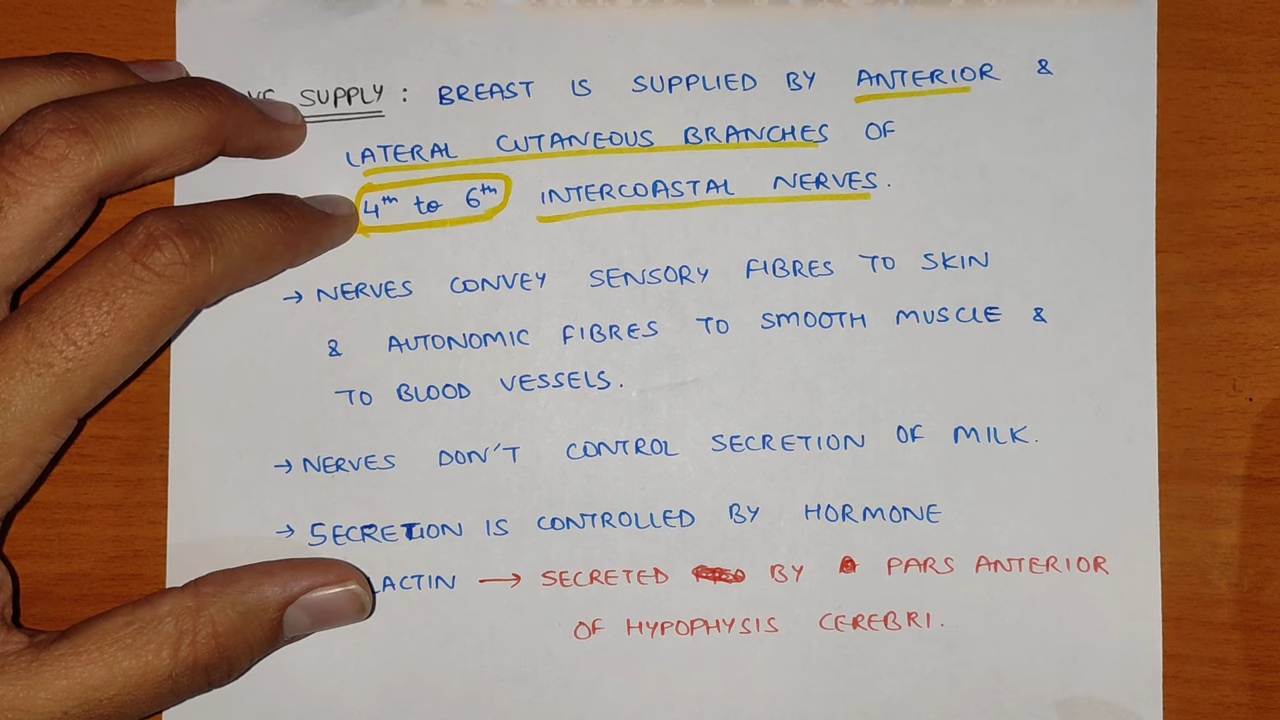 SUPPLY : BREAST IS SUPPLIED BY ANTERIOR &
LATERAL CUTANEOUS BRANCHES OF
4th to 6th INTERCOASTAL NERVES.
→ NERVES CONVEY SENSORY FIBRES TO SKIN
& AUTONOMIC FIBRES TO SMOOTH MUSCLE &
TO BLOOD VESSELS.
→ NERVES DON'T CONTROL SECRETION OF MILK.
→ SECRETION IS CONTROLLED BY HORMONE
LACTIN → SECRETED BY PARS ANTERIOR
OF HYPOPHYSIS CEREBRI.